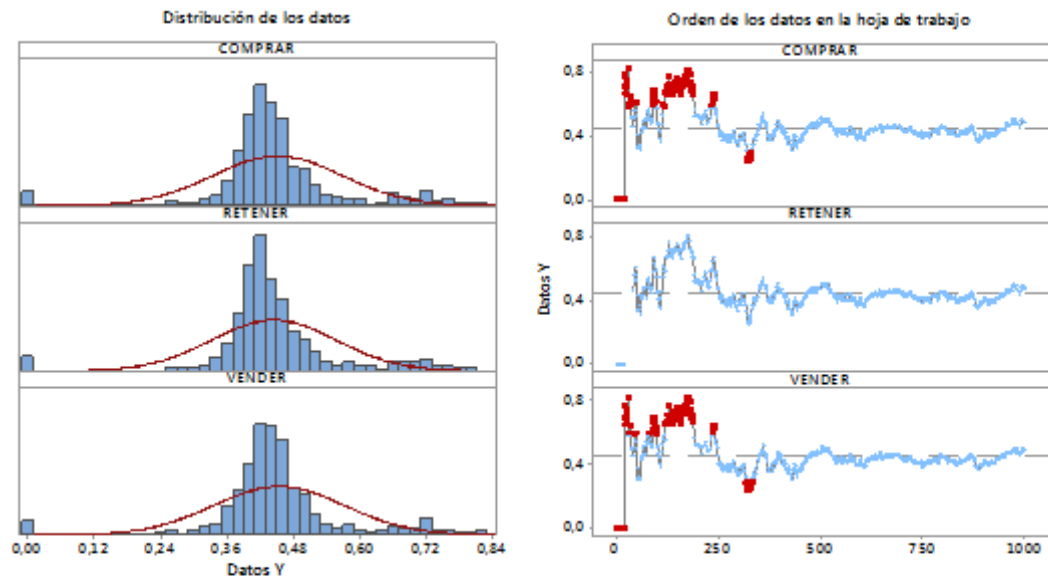 Distribución de los datos
COMPRAR
RETENER
VENDER
0,00 0,12 0,24 0,36 0,48 0,60 0,72 0,84
Datos Y
Orden de los datos en la hoja de trabajo
COMPRAR
0,8
0,4
0,0
RETENER
0,8
0,4
0,0
Datos Y
VENDER
0,8
0,4
0,0
0 250 500 750 1000